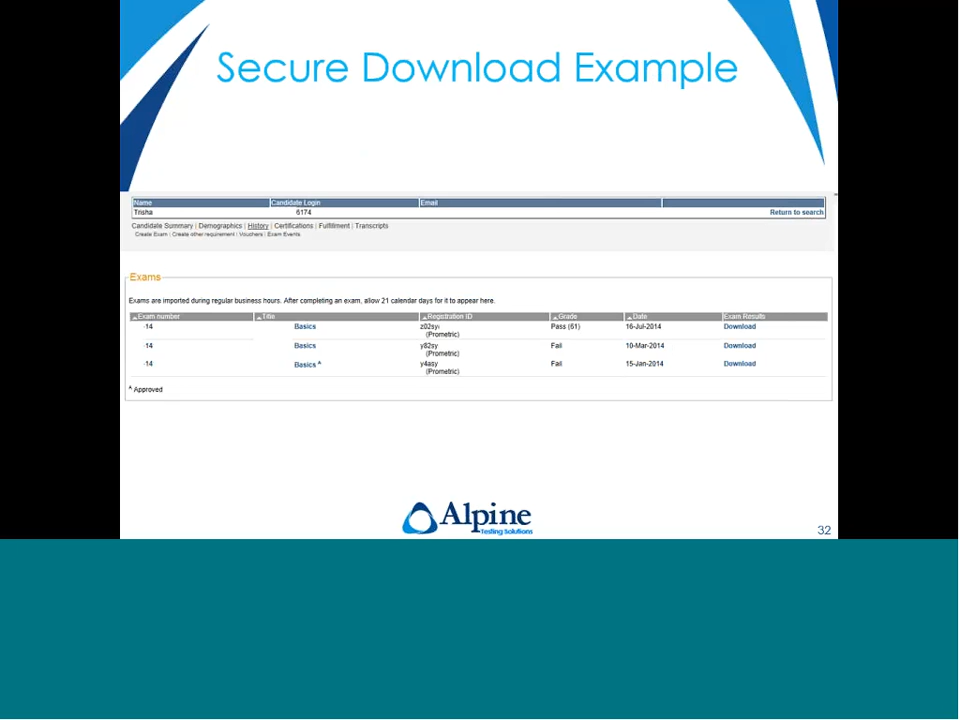 Secure Download Example
Name Candidate Login Email
Trisha 6174 Return to search
Candidate Summary | Demographics | History | Certifications | Fulfillment | Transcripts
Create Exam | Create other requirement | Vouchers | Exam Events
Exams
Exams are imported during regular business hours. After completing an exam, allow 21 calendar days for it to appear here.
Exam number Title Registration ID Grade Date Exam Results
-14 Basics z02sy Pass (61) 16-Jul-2014 Download
(Prometric)
-14 Basics y82sy Fail 10-Mar-2014 Download
(Prometric)
-14 Basics A y4asy Fail 15-Jan-2014 Download
(Prometric)
A Approved
Alpine
Testing Solutions
32